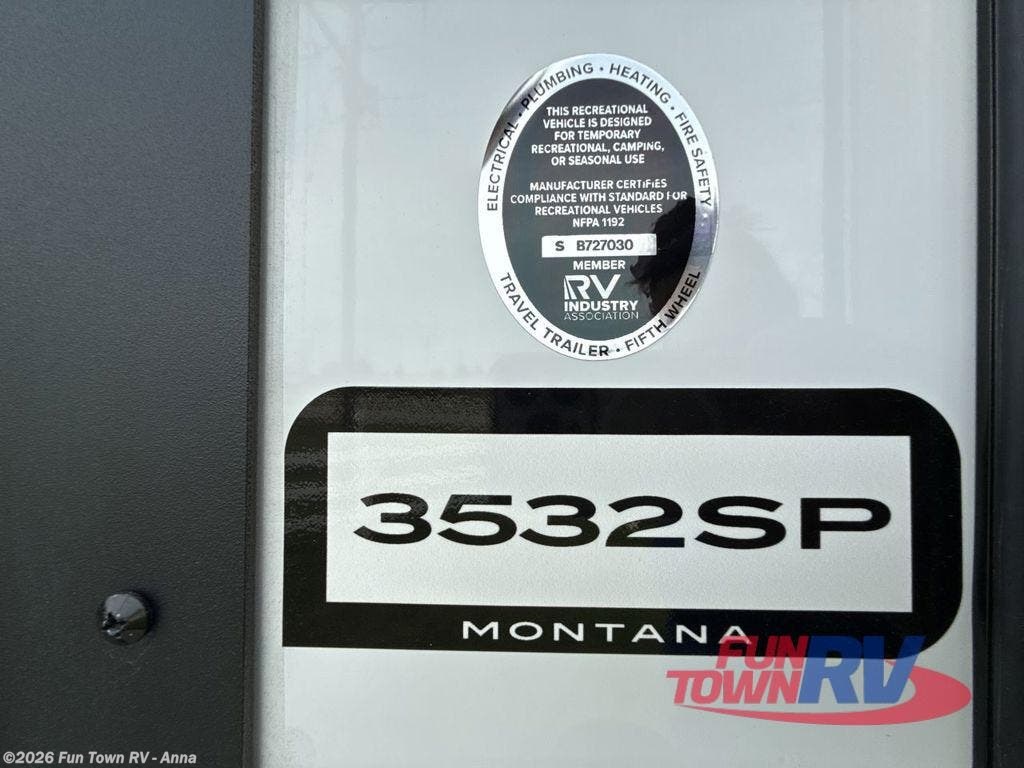 ELECTRICAL • PLUMBING • HEATING • FIRE SAFETY
THIS RECREATIONAL
VEHICLE IS DESIGNED
FOR TEMPORARY
RECREATIONAL, CAMPING,
OR SEASONAL USE
MANUFACTURER CERTIFIES
COMPLIANCE WITH STANDARD FOR
RECREATIONAL VEHICLES
NFPA 1192
S B727030
MEMBER
RV
INDUSTRY
ASSOCIATION
TRAVEL TRAILER • FIFTH WHEEL
3532SP
MONTANA
FUN
TOWN RV
©2026 Fun Town RV - Anna